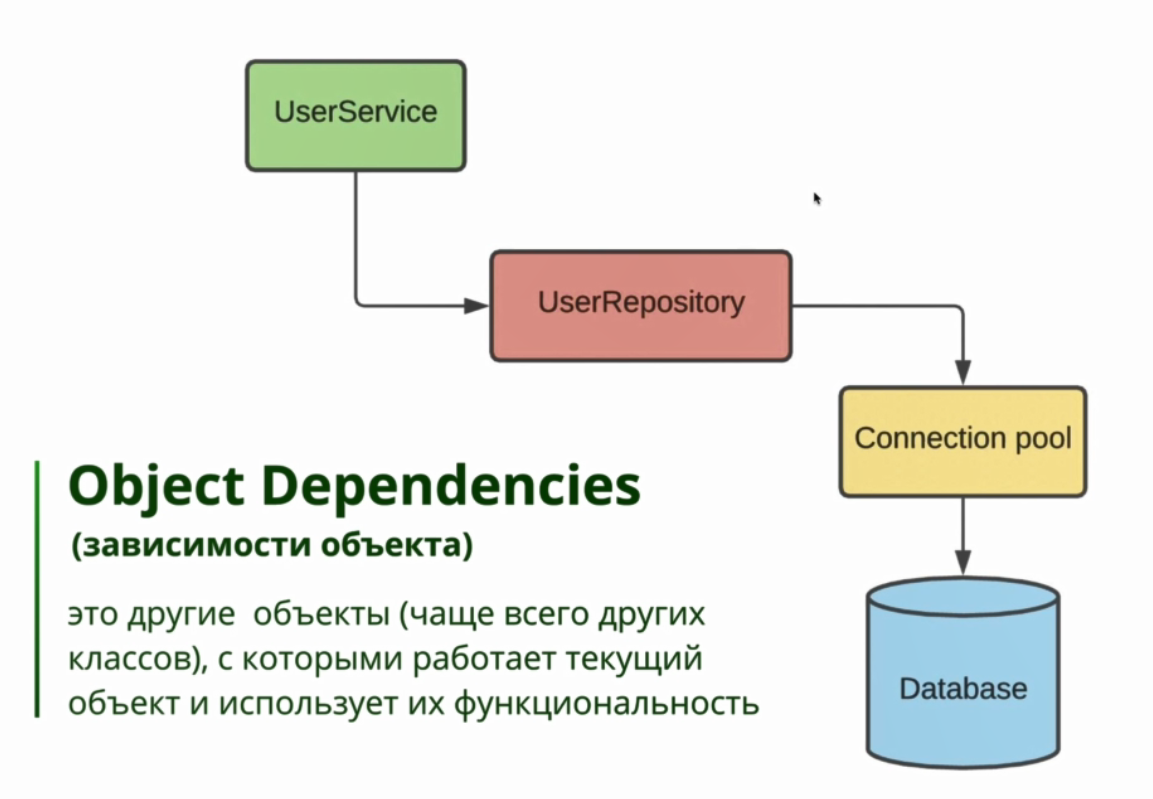 UserService
UserRepository
Connection pool
Object Dependencies
(зависимости объекта)
это другие объекты (чаще всего других
классов), с которыми работает текущий
объект и использует их функциональность
Database